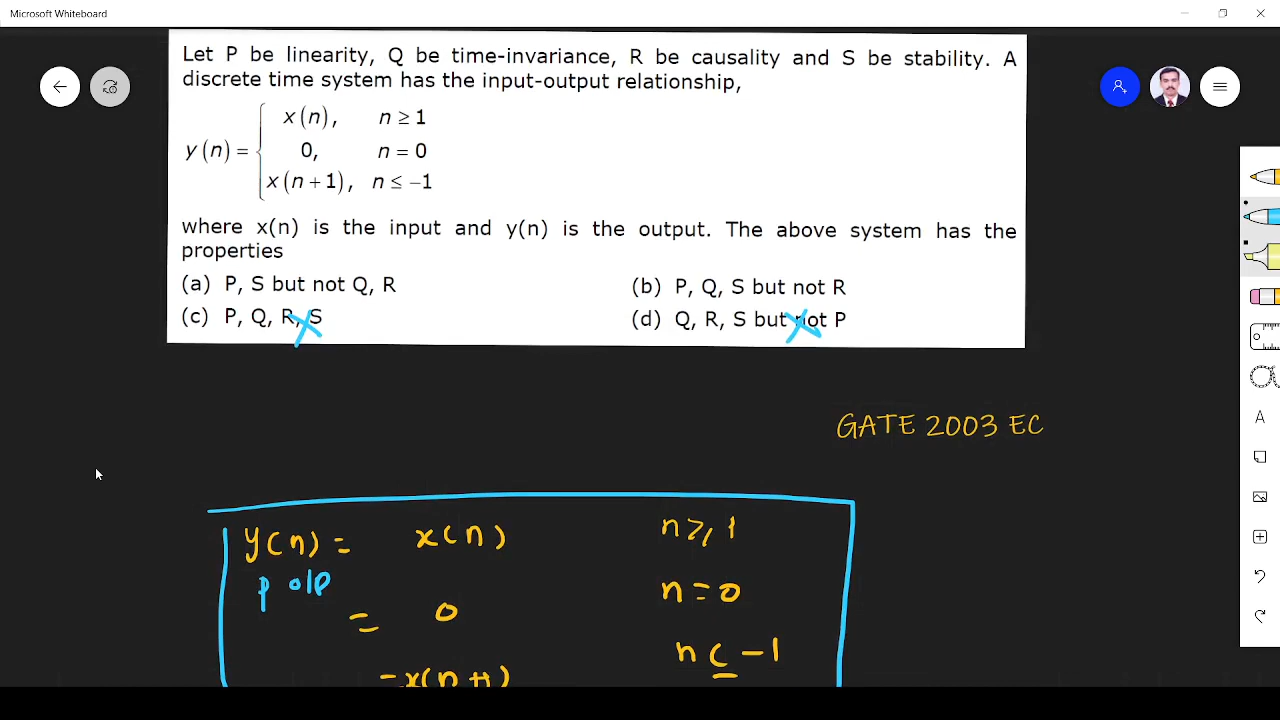 Microsoft Whiteboard
Let P be linearity, Q be time-invariance, R be causality and S be stability. A
discrete time system has the input-output relationship,
x(n), n ≥ 1
y(n) = { 0, n = 0
x(n+1), n ≤ −1
where x(n) is the input and y(n) is the output. The above system has the
properties
(a) P, S but not Q, R (b) P, Q, S but not R
(c) P, Q, R, S (d) Q, R, S but not P
GATE 2003 EC
y(n) = x(n) n ≥ 1
P o/P
= 0 n = 0
n ≤ −1
= x(n+1)
A